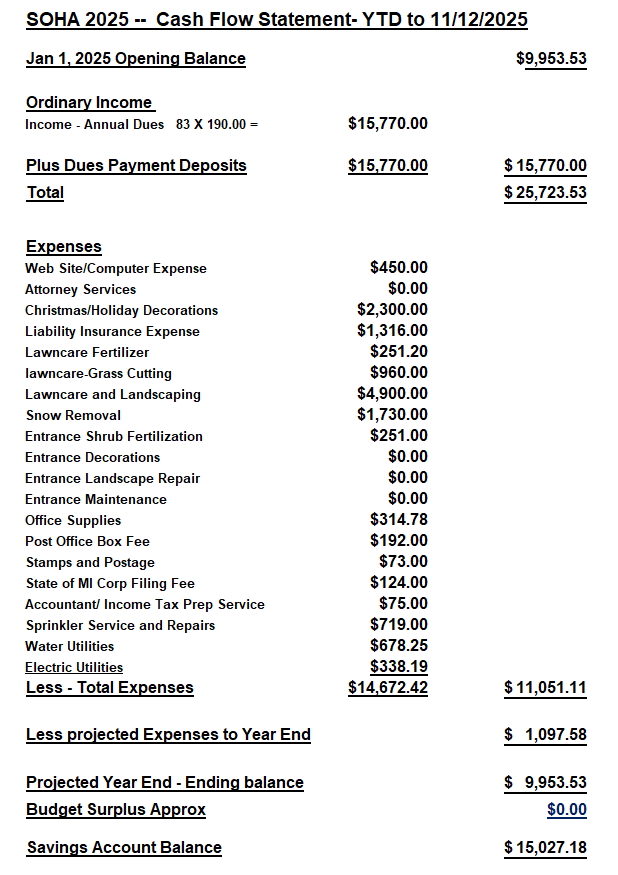 SOHA 2025 -- Cash Flow Statement- YTD to 11/12/2025
Jan 1, 2025 Opening Balance $9,953.53
Ordinary Income
Income - Annual Dues 83 X 190.00 = $15,770.00
Plus Dues Payment Deposits $15,770.00 $ 15,770.00
Total $ 25,723.53
Expenses
Web Site/Computer Expense $450.00
Attorney Services $0.00
Christmas/Holiday Decorations $2,300.00
Liability Insurance Expense $1,316.00
Lawncare Fertilizer $251.20
lawncare-Grass Cutting $960.00
Lawncare and Landscaping $4,900.00
Snow Removal $1,730.00
Entrance Shrub Fertilization $251.00
Entrance Decorations $0.00
Entrance Landscape Repair $0.00
Entrance Maintenance $0.00
Office Supplies $314.78
Post Office Box Fee $192.00
Stamps and Postage $73.00
State of MI Corp Filing Fee $124.00
Accountant/ Income Tax Prep Service $75.00
Sprinkler Service and Repairs $719.00
Water Utilities $678.25
Electric Utilities $338.19
Less - Total Expenses $14,672.42 $ 11,051.11
Less projected Expenses to Year End $ 1,097.58
Projected Year End - Ending balance $ 9,953.53
Budget Surplus Approx $0.00
Savings Account Balance $ 15,027.18